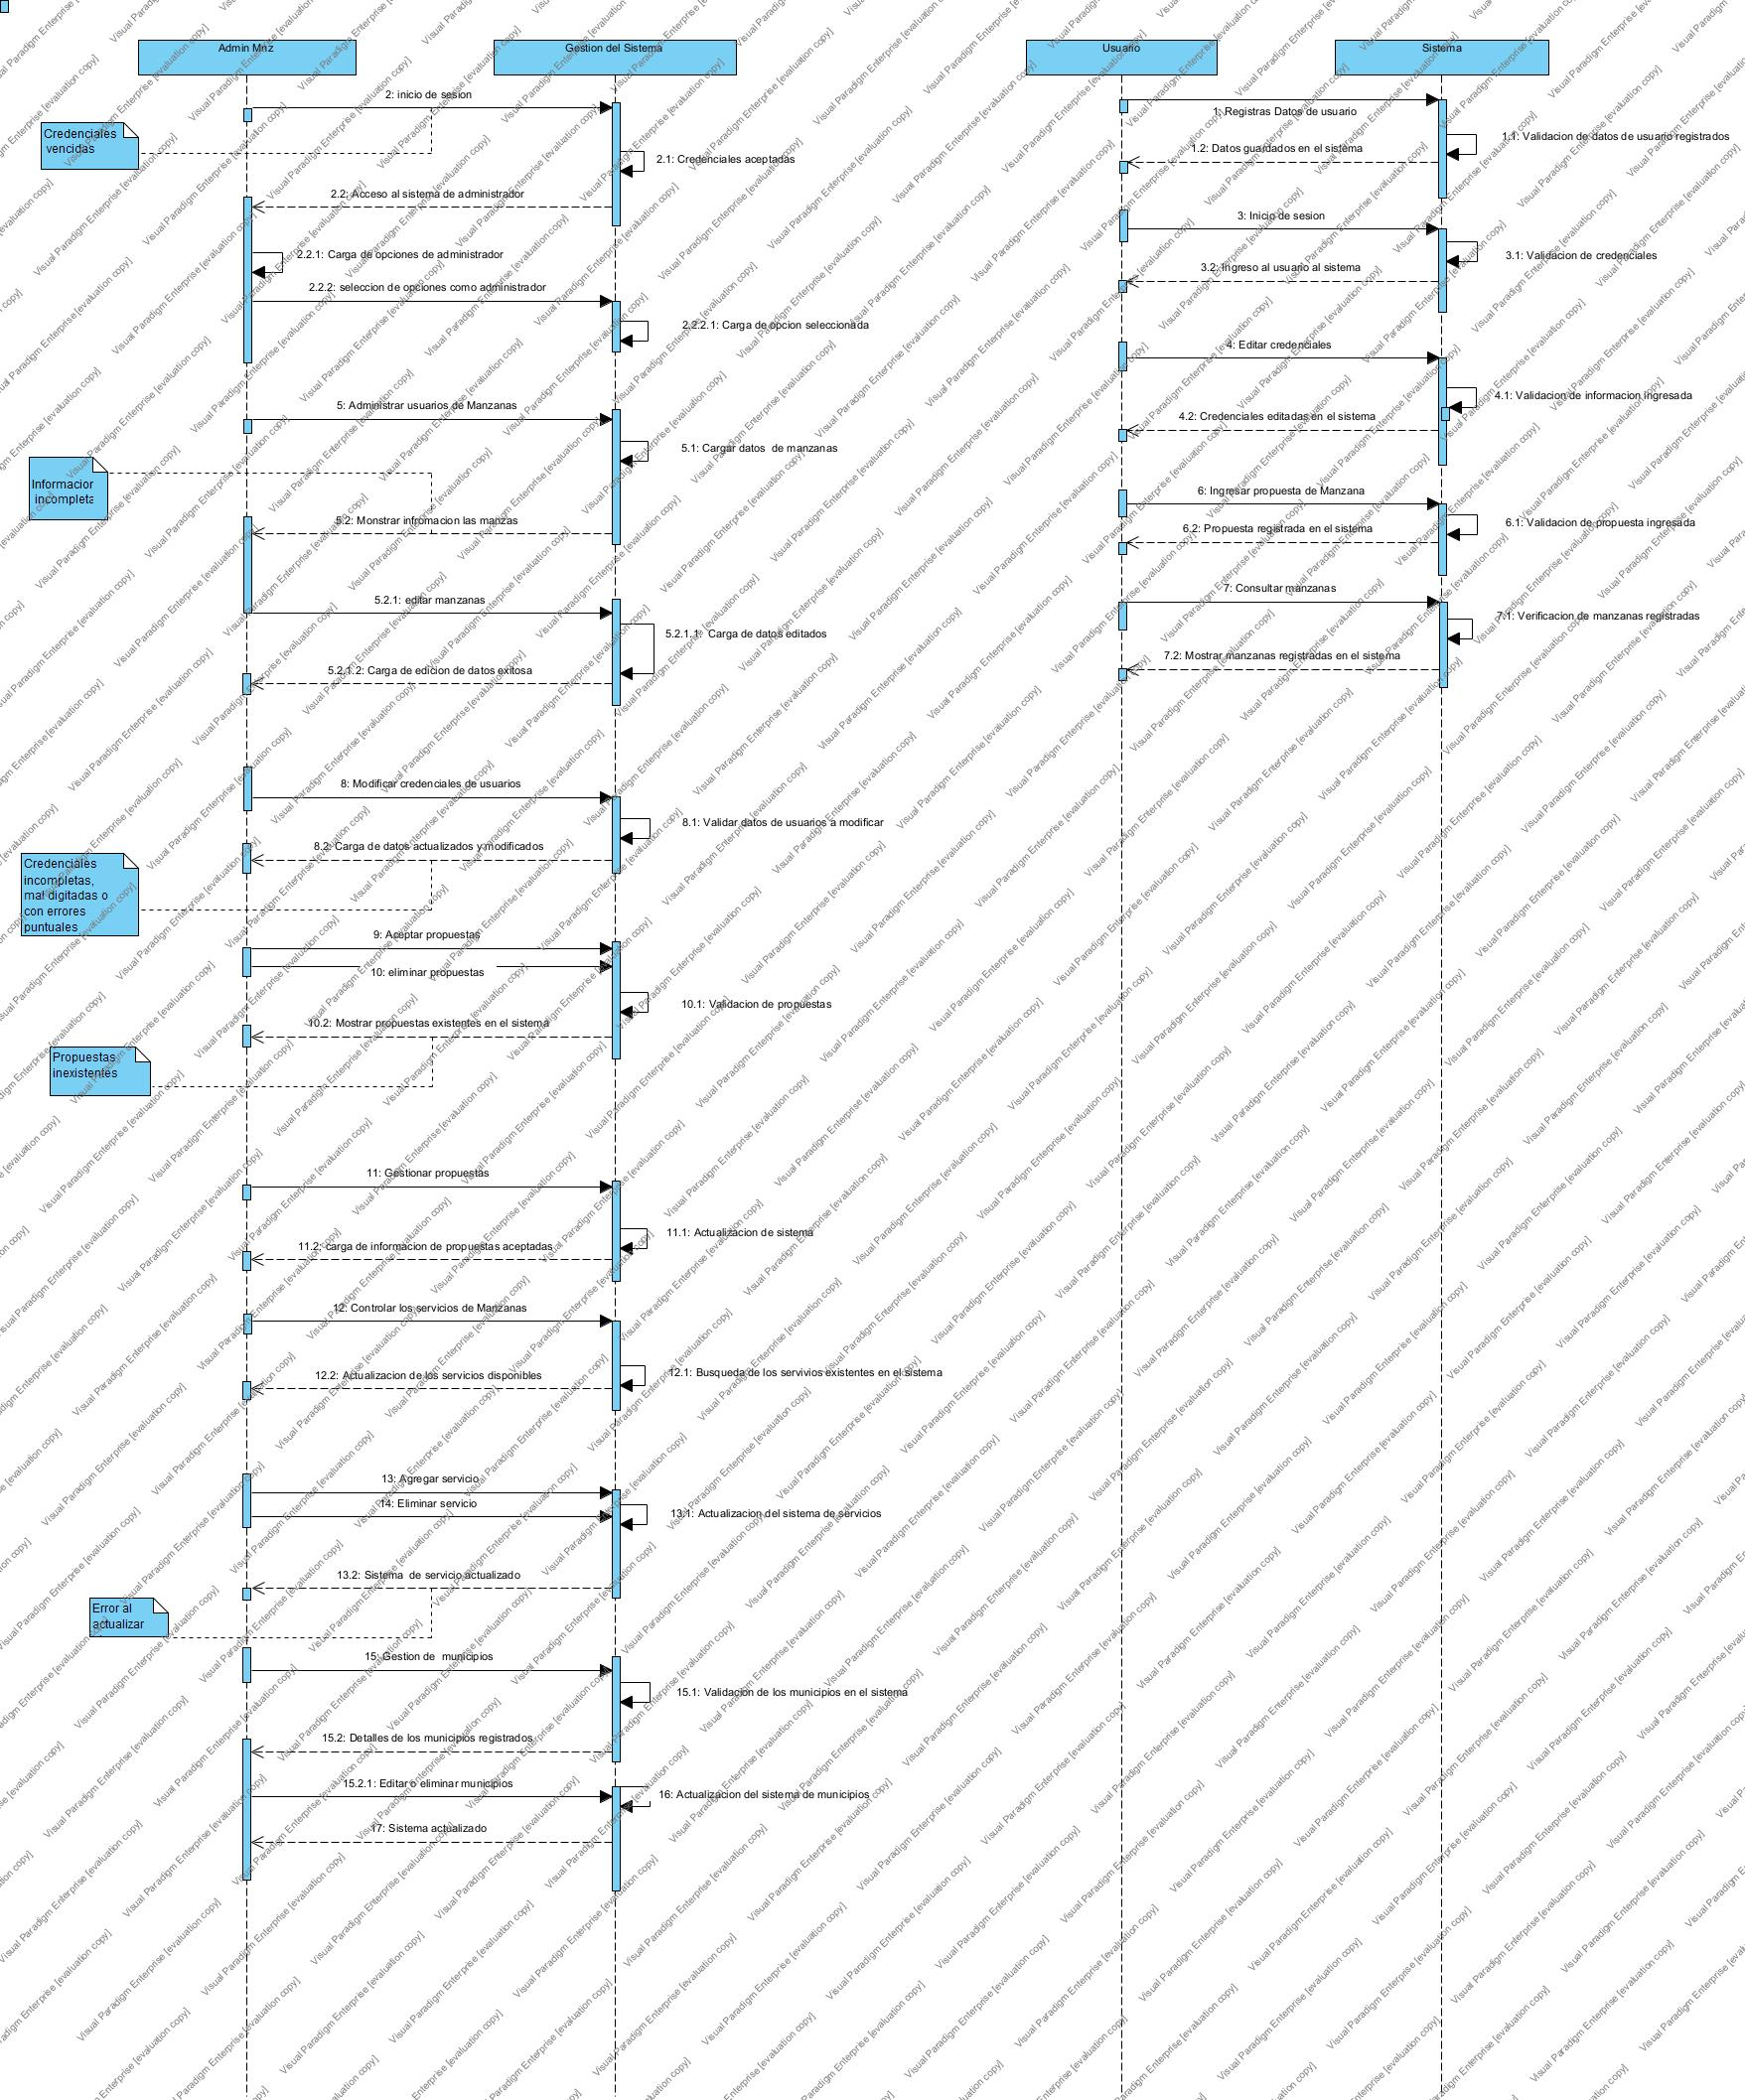 Admin Mnz
Gestion del Sistema
Usuario
Sistema
2: inicio de sesion
Credenciales
vencidas
2.1: Credenciales aceptadas
2.2: Acceso al sistema de administrador
2.2.1: Carga de opciones de administrador
2.2.2: seleccion de opciones como administrador
2.2.2.1: Carga de opcion seleccionada
5: Administrar usuarios de Manzanas
5.1: Cargar datos de manzanas
Informacior
incompleta
5.2: Monstrar infromacion las manzas
5.2.1: editar manzanas
5.2.1.1: Carga de datos editados
5.2.1.2: Carga de edicion de datos exitosa
8: Modificar credenciales de usuarios
8.1: Validar datos de usuarios a modificar
8.2: Carga de datos actualizados y modificados
Credenciales
incompletas,
mal digitadas o
con errores
puntuales
9: Aceptar propuestas
10: eliminar propuestas
10.1: Validacion de propuestas
10.2: Mostrar propuestas existentes en el sistema
Propuestas
inexistentes
11: Gestionar propuestas
11.1: Actualizacion de sistema
11.2: carga de informacion de propuestas aceptadas
12: Controlar los servicios de Manzanas
12.1: Busqueda de los servivios existentes en el sistema
12.2: Actualizacion de los servicios disponibles
13: Agregar servicio
14: Eliminar servicio
13.1: Actualizacion del sistema de servicios
13.2: Sistema de servicio actualizado
Error al
actualizar
15: Gestion de municipios
15.1: Validacion de los municipios en el sistema
15.2: Detalles de los municipios registrados
15.2.1: Editar o eliminar municipios
16: Actualizacion del sistema de municipios
17: Sistema actualizado
1: Registras Datos de usuario
1.1: Validacion de datos de usuario registrados
1.2: Datos guardados en el sistema
3: Inicio de sesion
3.1: Validacion de credenciales
3.2: Ingreso al usuario al sistema
4: Editar credenciales
4.1: Validacion de informacion ingresada
4.2: Credenciales editadas en el sistema
6: Ingresar propuesta de Manzana
6.1: Validacion de propuesta ingresada
6.2: Propuesta registrada en el sistema
7: Consultar manzanas
7.1: Verificacion de manzanas registradas
7.2: Mostrar manzanas registradas en el sistema
Visual Paradigm Enterprise [evaluation copy]